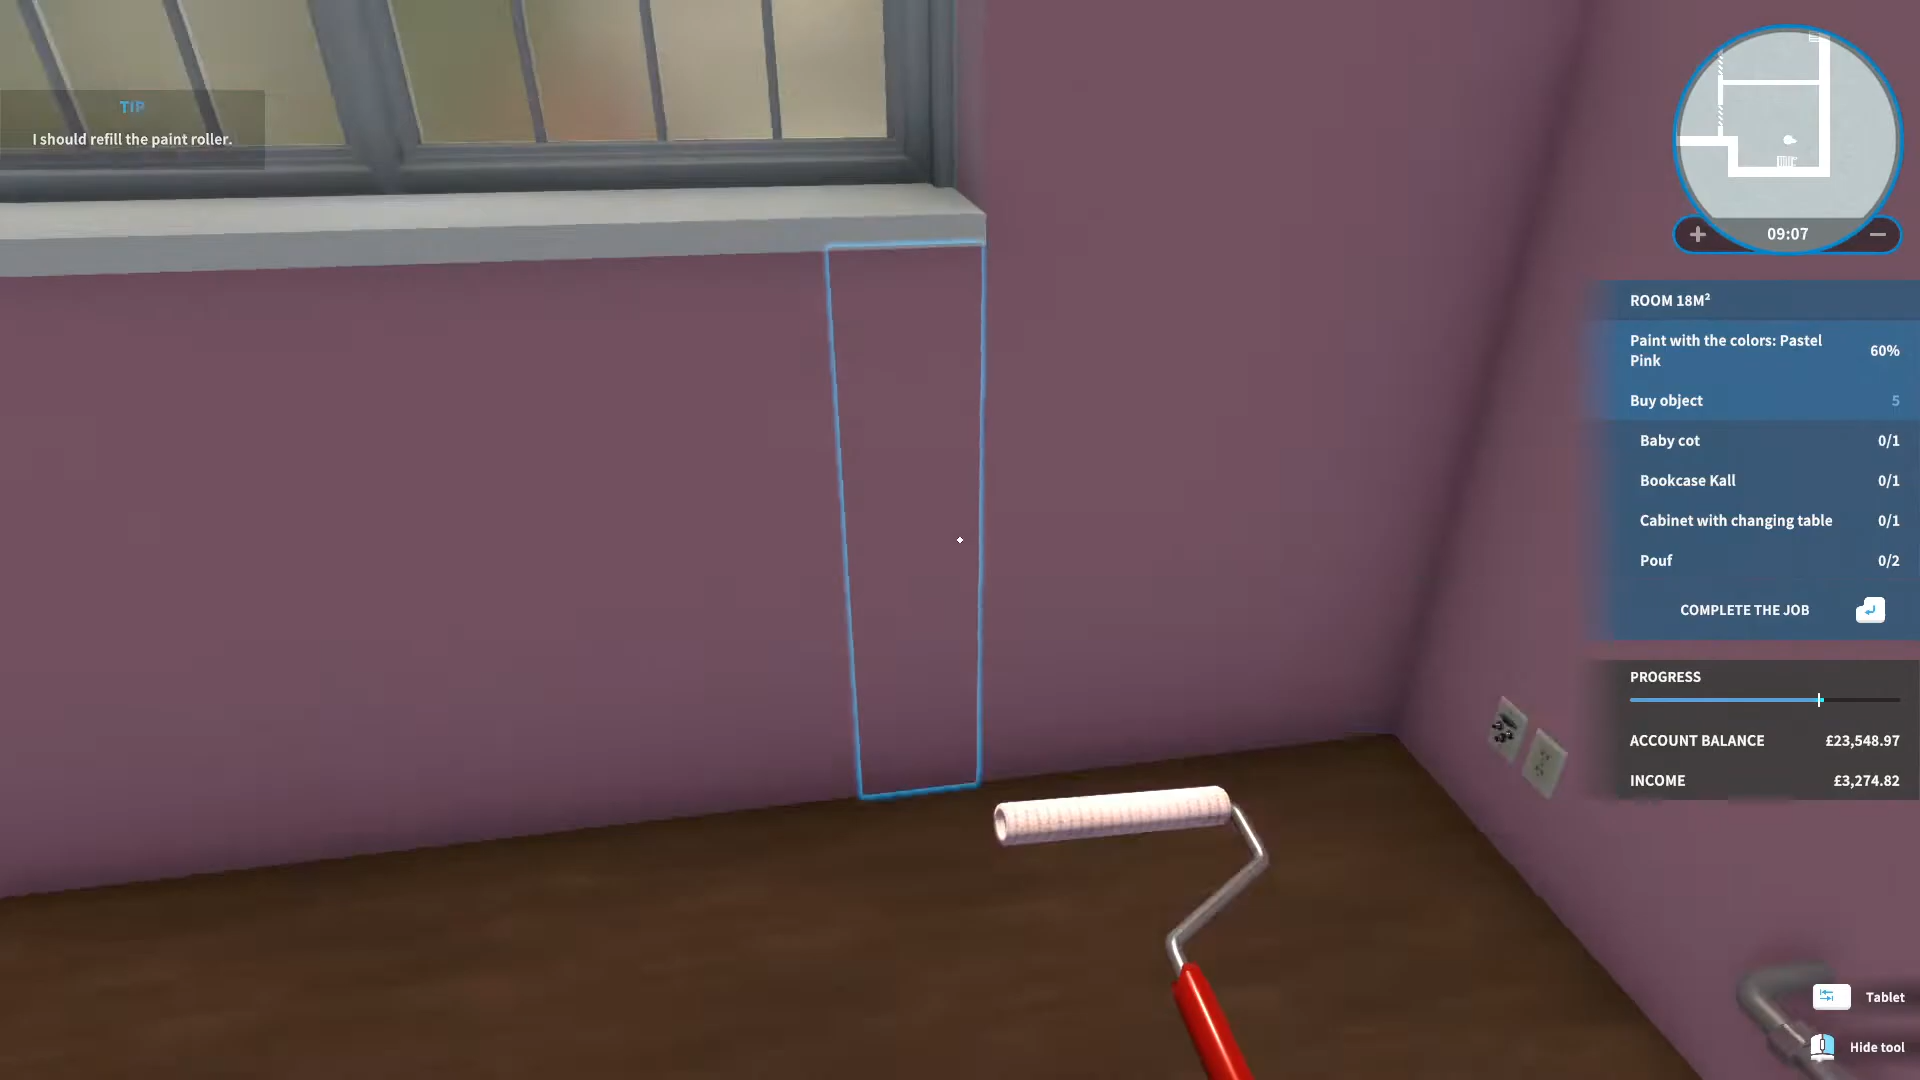 TIP
I should refill the paint roller.
09:07
ROOM 18M²
Paint with the colors: Pastel
Pink
60%
Buy object 5
Baby cot 0/1
Bookcase Kall 0/1
Cabinet with changing table 0/1
Pouf 0/2
COMPLETE THE JOB
PROGRESS
ACCOUNT BALANCE £23,548.97
INCOME £3,274.82
Tablet
Hide tool